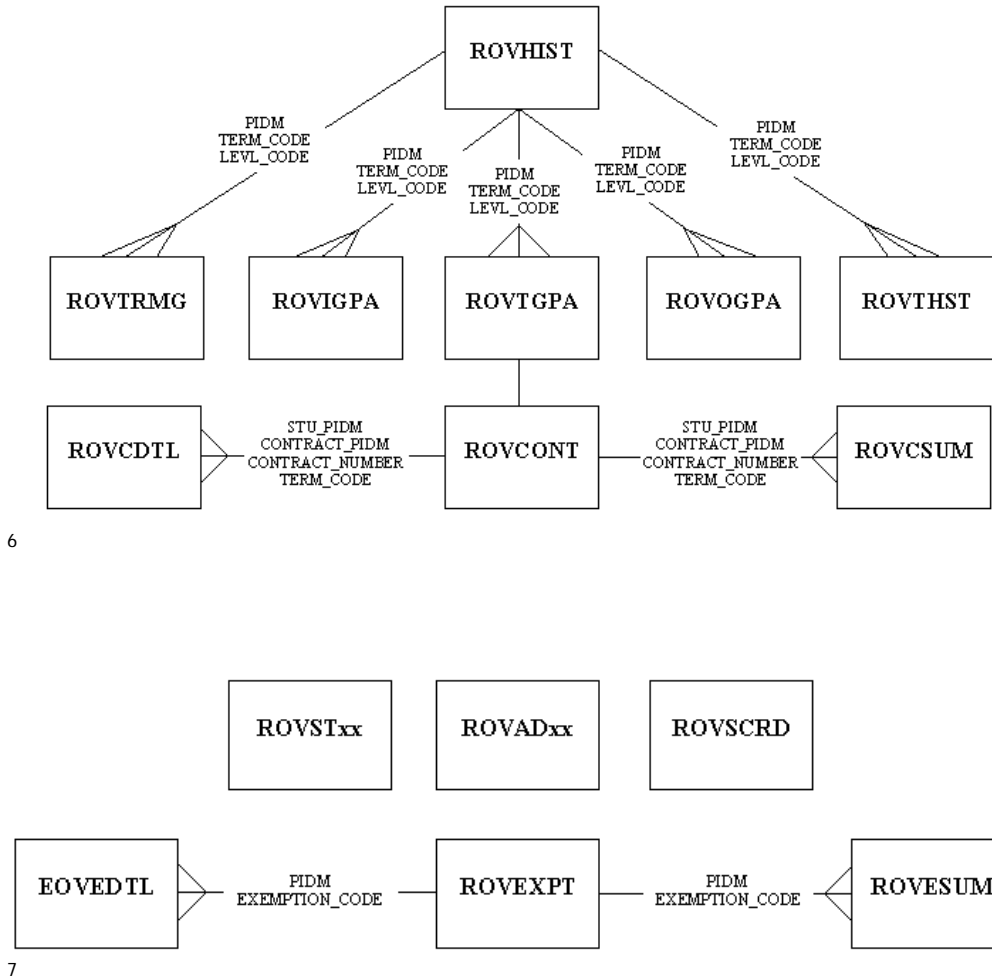 ROVHIST
PIDM
TERM_CODE
LEVL_CODE
PIDM
TERM_CODE
LEVL_CODE
PIDM
TERM_CODE
LEVL_CODE
PIDM
TERM_CODE
LEVL_CODE
PIDM
TERM_CODE
LEVL_CODE
ROVTRMG
ROVIGPA
ROVTGPA
ROVOGPA
ROVTHST
ROVCDTL
STU_PIDM
CONTRACT_PIDM
CONTRACT_NUMBER
TERM_CODE
ROVCONT
STU_PIDM
CONTRACT_PIDM
CONTRACT_NUMBER
TERM_CODE
ROVCSUM
6
ROVSTxx
ROVADxx
ROVSCRD
EOVEDTL
PIDM
EXEMPTION_CODE
ROVEXPT
PIDM
EXEMPTION_CODE
ROVESUM
7